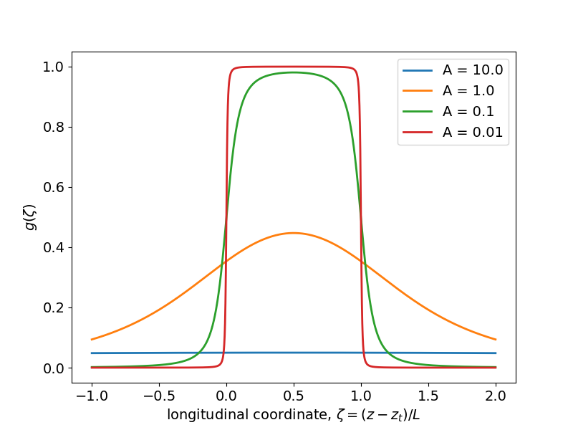 1.0
0.8
0.6
0.4
0.2
0.0
g(ζ)
A = 10.0
A = 1.0
A = 0.1
A = 0.01
−1.0 −0.5 0.0 0.5 1.0 1.5 2.0
longitudinal coordinate, ζ = (z − z_t)/L